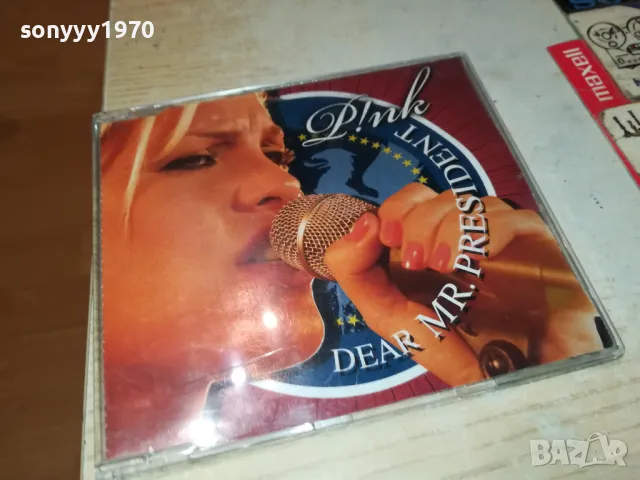 sonyyy1970
P!nk
DEAR MR. PRESIDENT
maxell
BAZAR